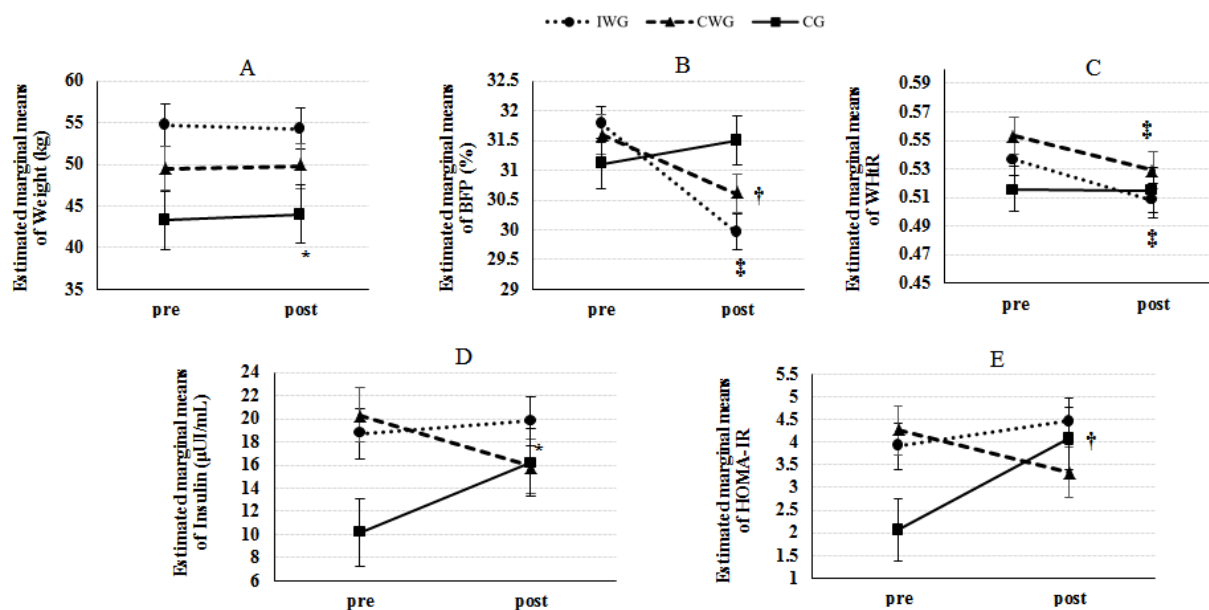 IWG CWG CG
A
Estimated marginal means
of Weight (kg)
60
55
50
45
40
35
*
pre post
B
Estimated marginal means
of BFP (%)
32.5
32
31.5
31
30.5
30
29.5
29
†
‡
pre post
C
Estimated marginal means
of WHtR
0.59
0.57
0.55
0.53
0.51
0.49
0.47
0.45
‡
‡
pre post
D
Estimated marginal means
of Insulin (µUI/mL)
24
22
20
18
16
14
12
10
8
6
*
pre post
E
Estimated marginal means
of HOMA-IR
5.5
5
4.5
4
3.5
3
2.5
2
1.5
1
†
pre post